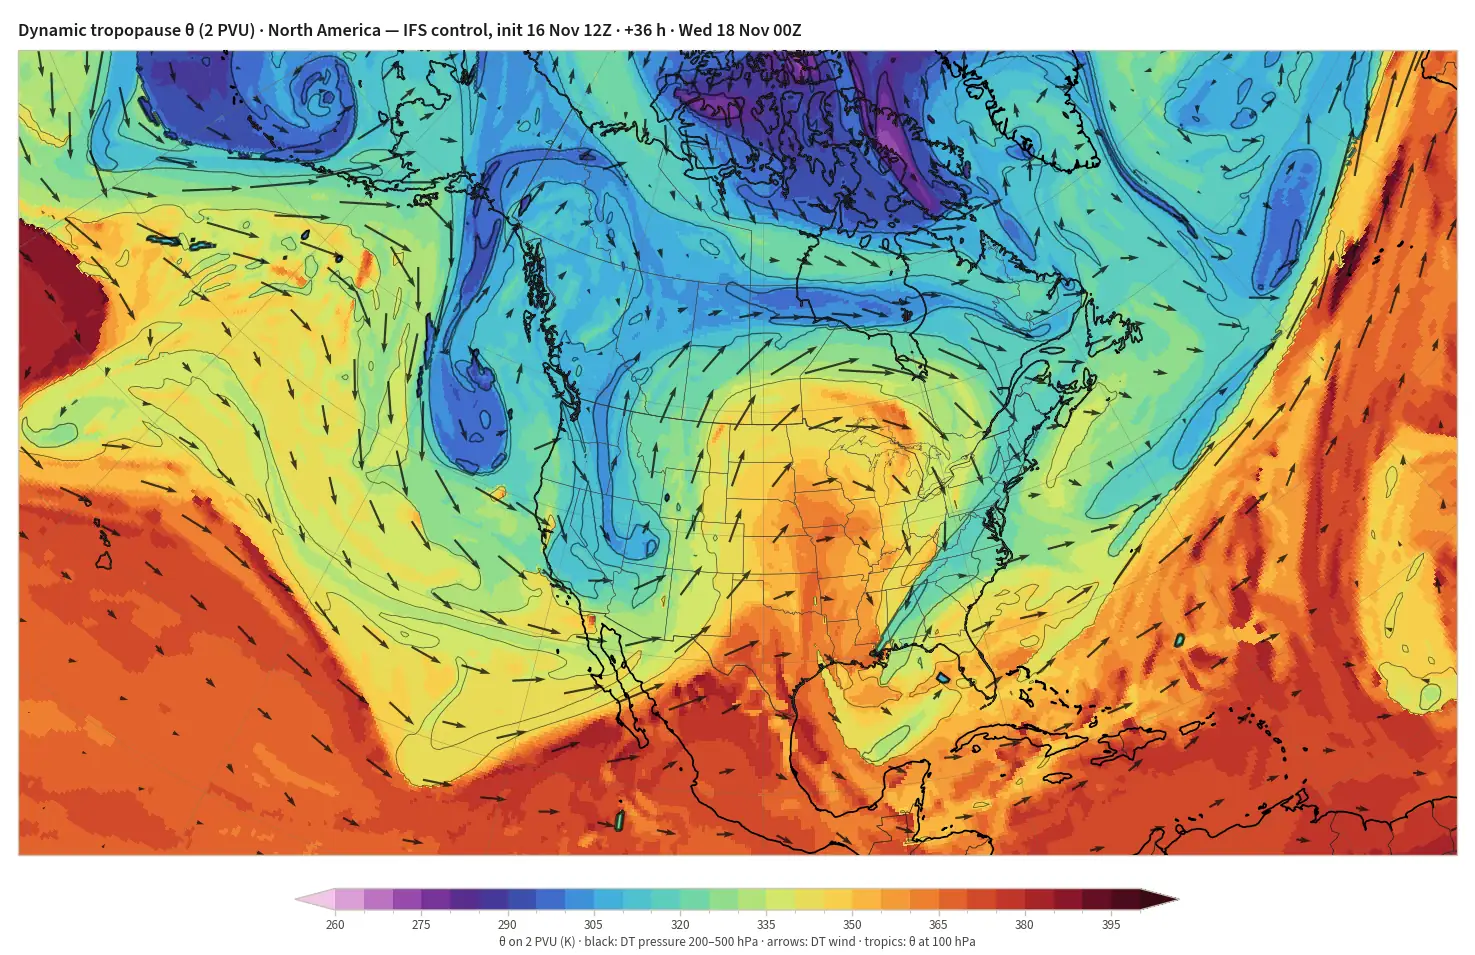 Dynamic tropopause θ (2 PVU) · North America — IFS control, init 16 Nov 12Z · +36 h · Wed 18 Nov 00Z
260 275 290 305 320 335 350 365 380 395
θ on 2 PVU (K) · black: DT pressure 200–500 hPa · arrows: DT wind · tropics: θ at 100 hPa